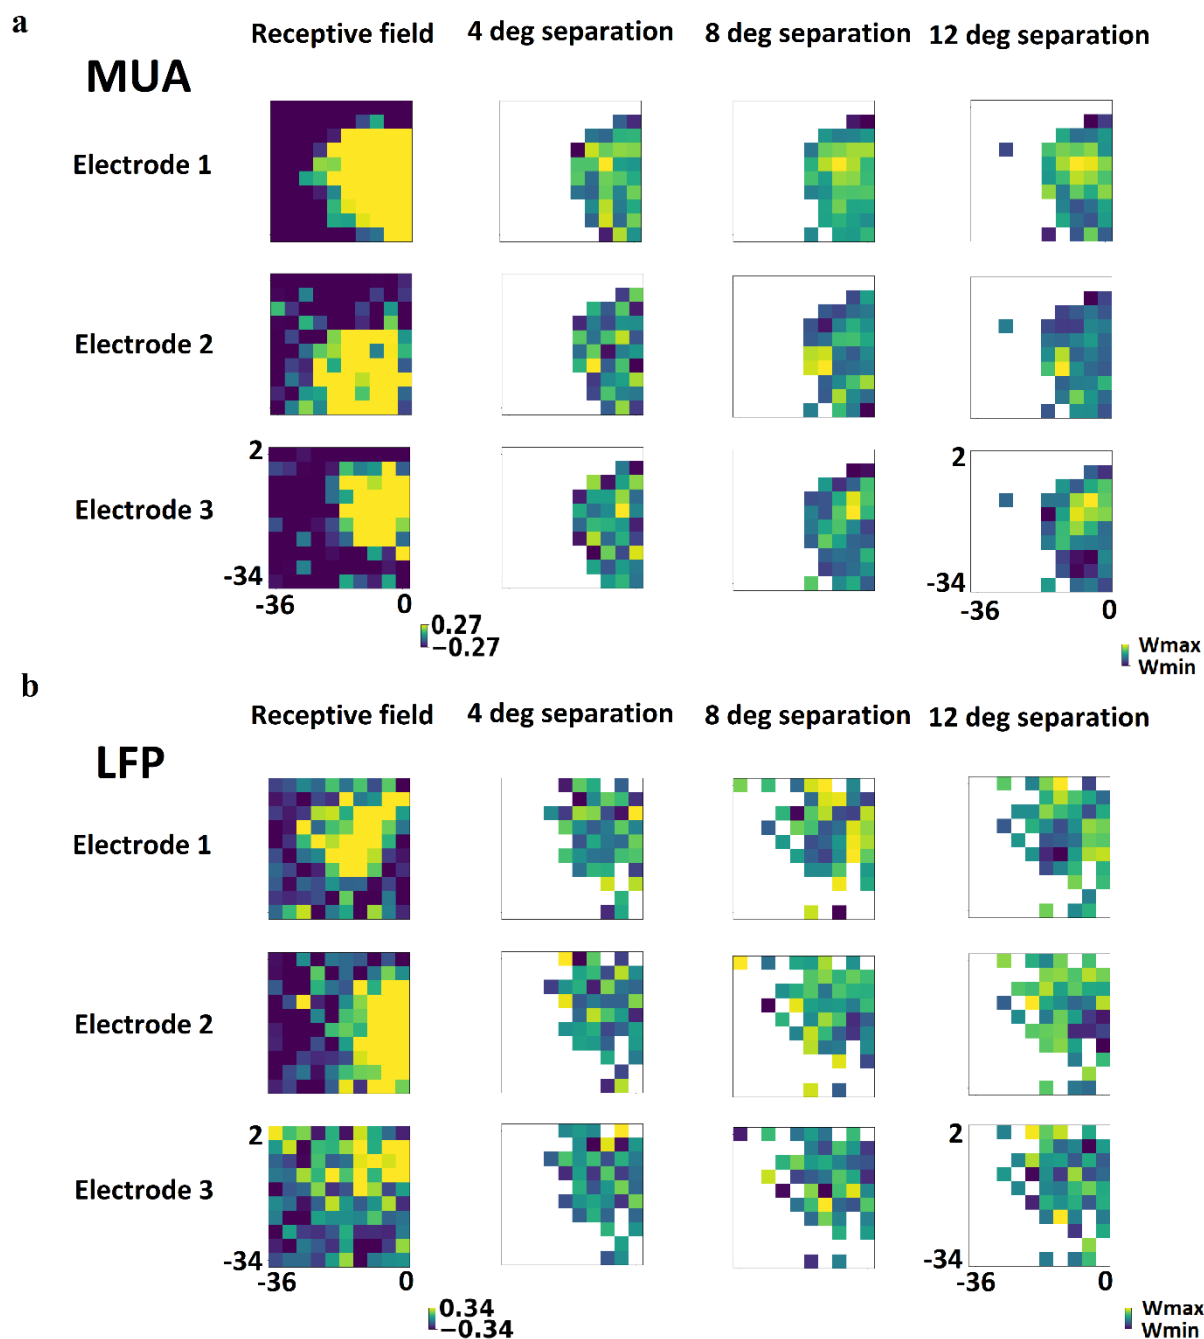 a
Receptive field 4 deg separation 8 deg separation 12 deg separation
MUA
Electrode 1
Electrode 2
2 2
Electrode 3
-34 -34
-36 0 -36 0
0.27
−0.27
Wmax
Wmin
b
Receptive field 4 deg separation 8 deg separation 12 deg separation
LFP
Electrode 1
Electrode 2
2 2
Electrode 3
-34 -34
-36 0 -36 0
0.34
−0.34
Wmax
Wmin